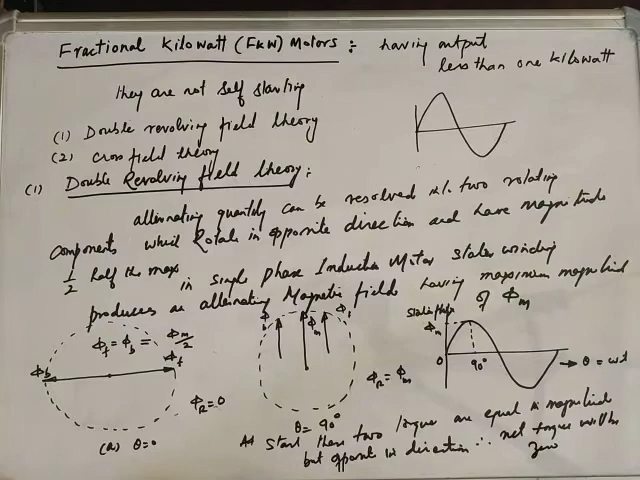 Fractional Kilowatt (FKW) Motors : having output
less than one kilowatt
they are not self starting
(1) Double revolving field theory
(2) Cross field theory
(1) Double Revolving field theory :
alternating quantity can be resolved into two rotating
components which Rotate in opposite direction and have magnitude
1/2 half the max in single Phase Induction Motor stator winding
produces an alternating Magnetic field having maximum magnitude
of Φm
Φf = Φb = Φm/2
Φb Φf
ΦR = 0
(a) θ = 0
Φb Φm Φf
ΦR = Φm
θ = 90°
Stator flux
Φm
0 90° θ = ωt
At start these two torque are equal in magnitude
but opposite in direction ∴ net torque will be
zero